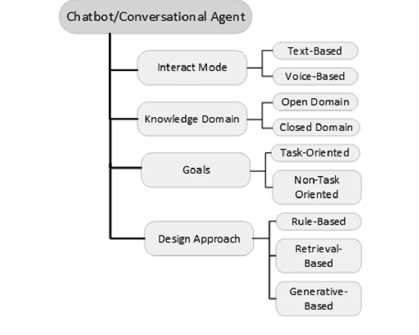 Chatbot/Conversational Agent
Interact Mode
Text-Based
Voice-Based
Knowledge Domain
Open Domain
Closed Domain
Goals
Task-Oriented
Non-Task
Oriented
Design Approach
Rule-Based
Retrieval-
Based
Generative-
Based